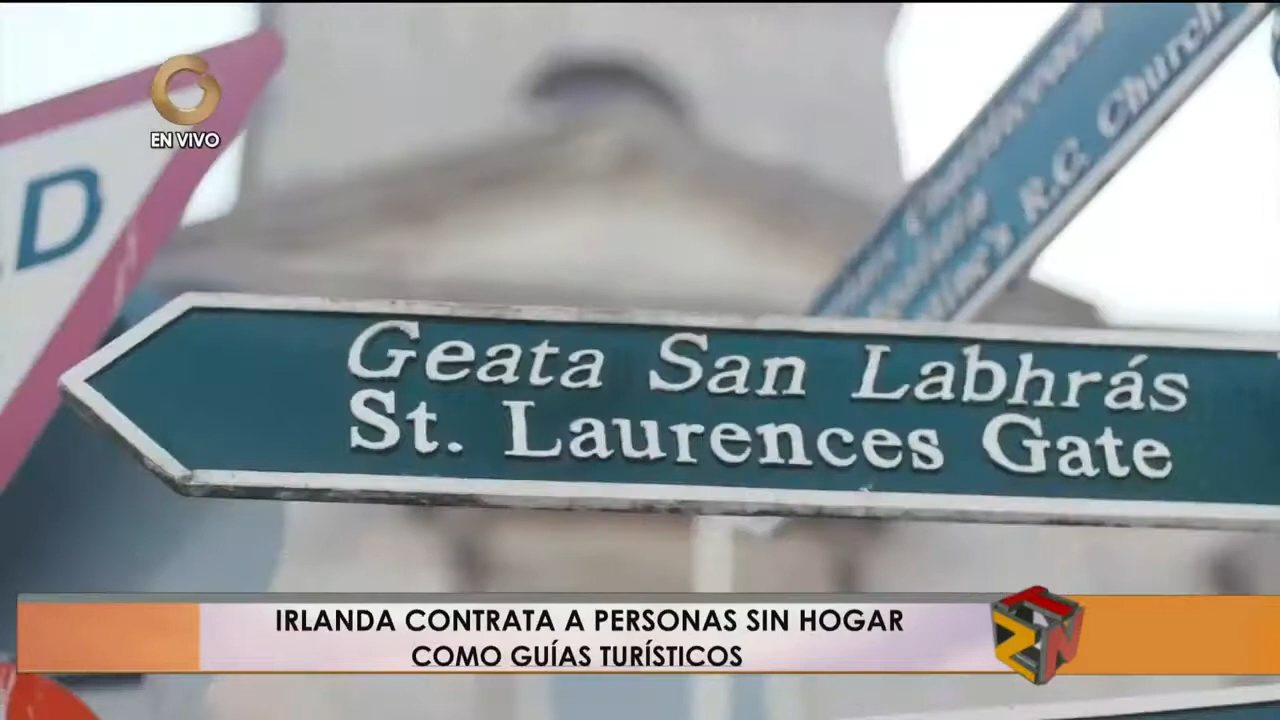 EN VIVO
D
R.C. Church
Geata San Labhrás
St. Laurences Gate
IRLANDA CONTRATA A PERSONAS SIN HOGAR
COMO GUÍAS TURÍSTICOS